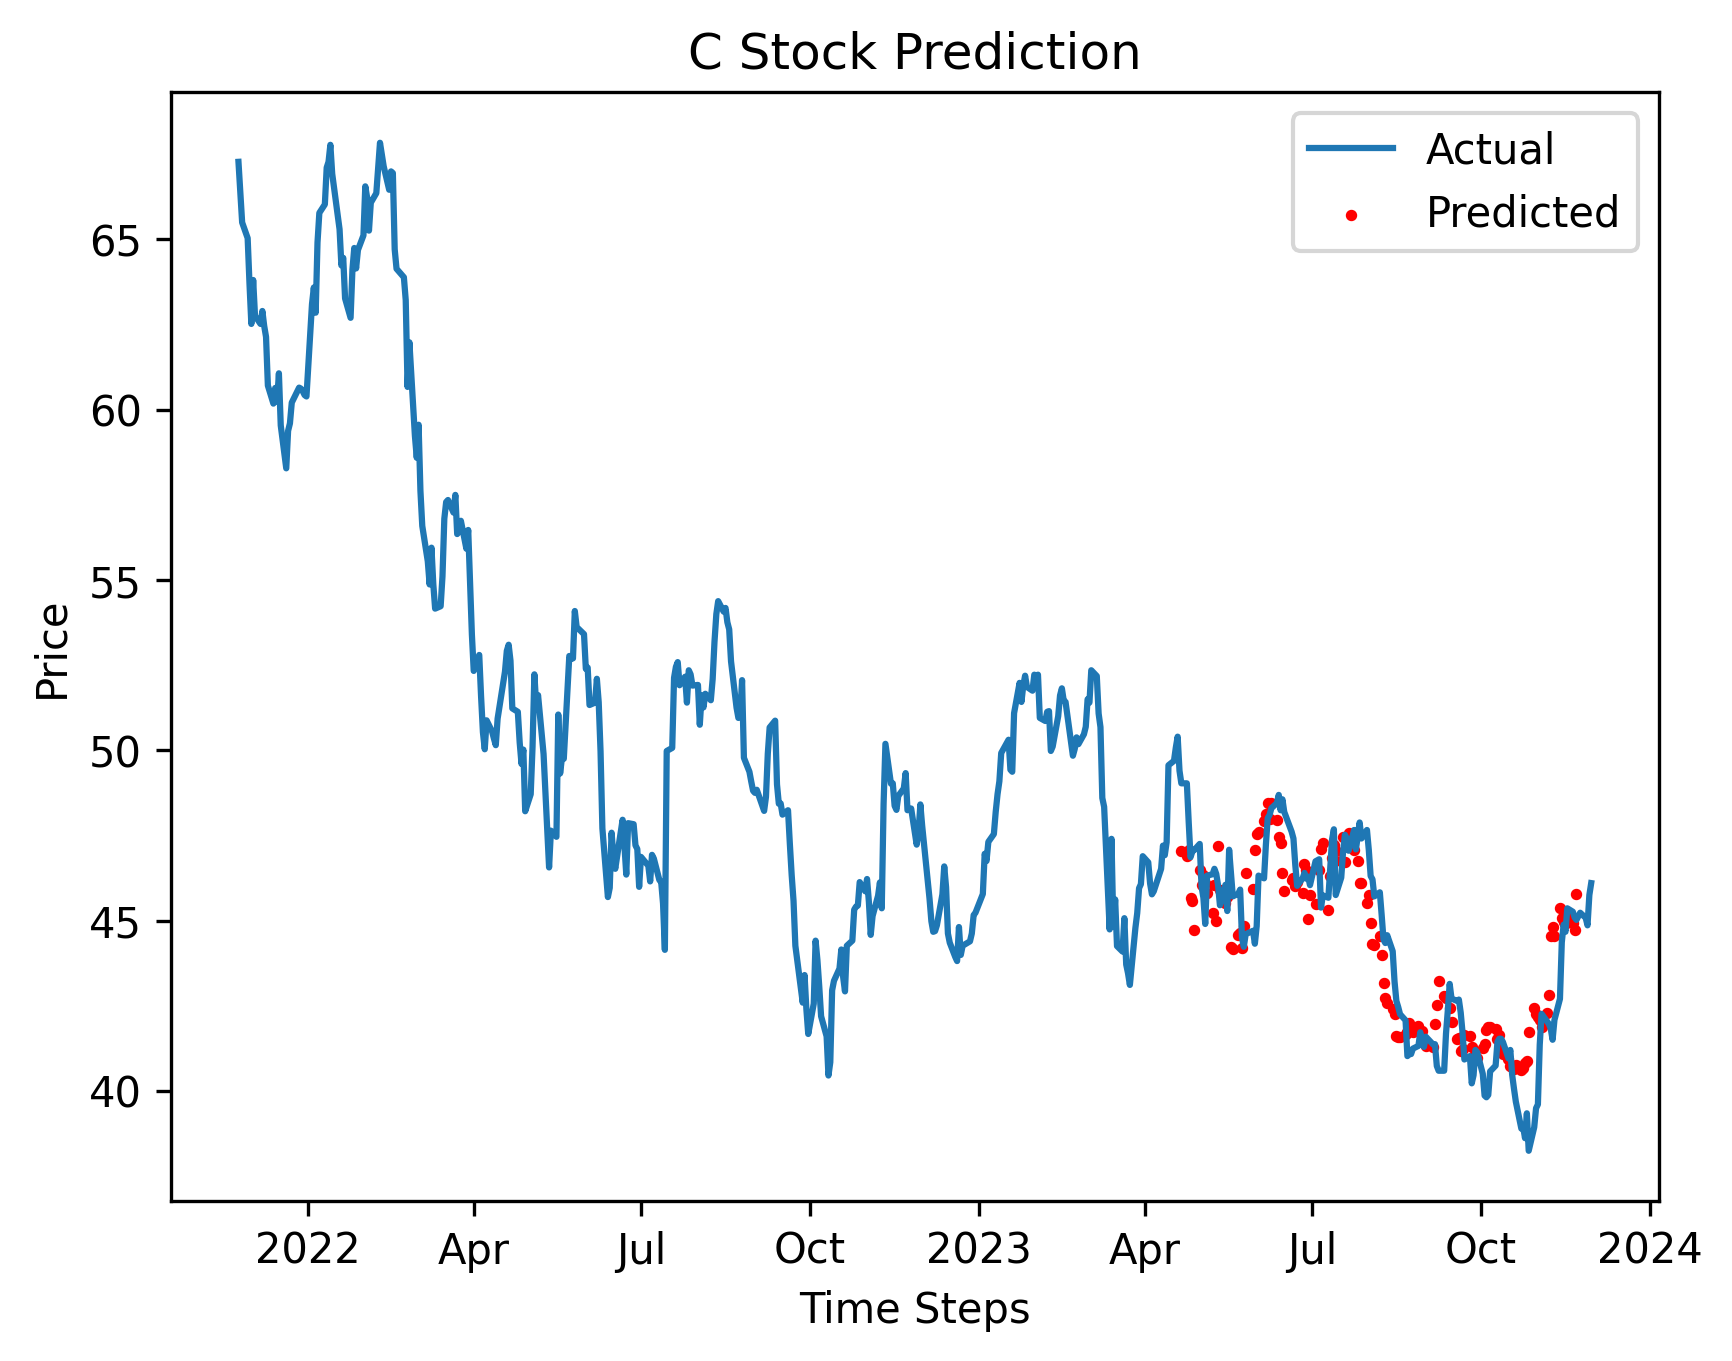 C Stock Prediction
Actual
Predicted
65
60
55
50
45
40
Price
2022 Apr Jul Oct 2023 Apr Jul Oct 2024
Time Steps